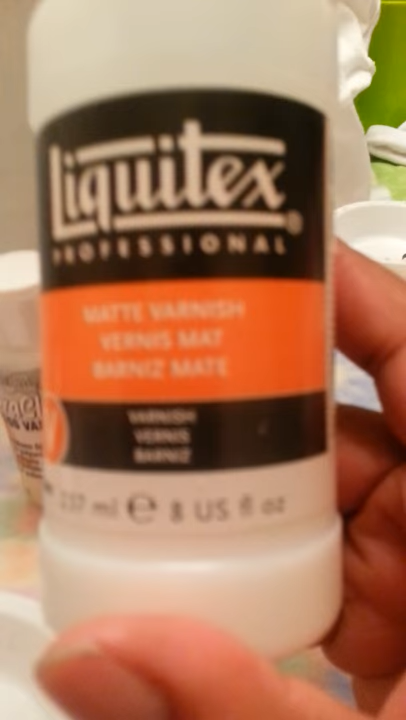 Liquitex®
PROFESSIONAL
MATTE VARNISH
VERNIS MAT
BARNIZ MATE
VARNISH
VERNIS
BARNIZ
237 ml ℮ 8 US fl oz